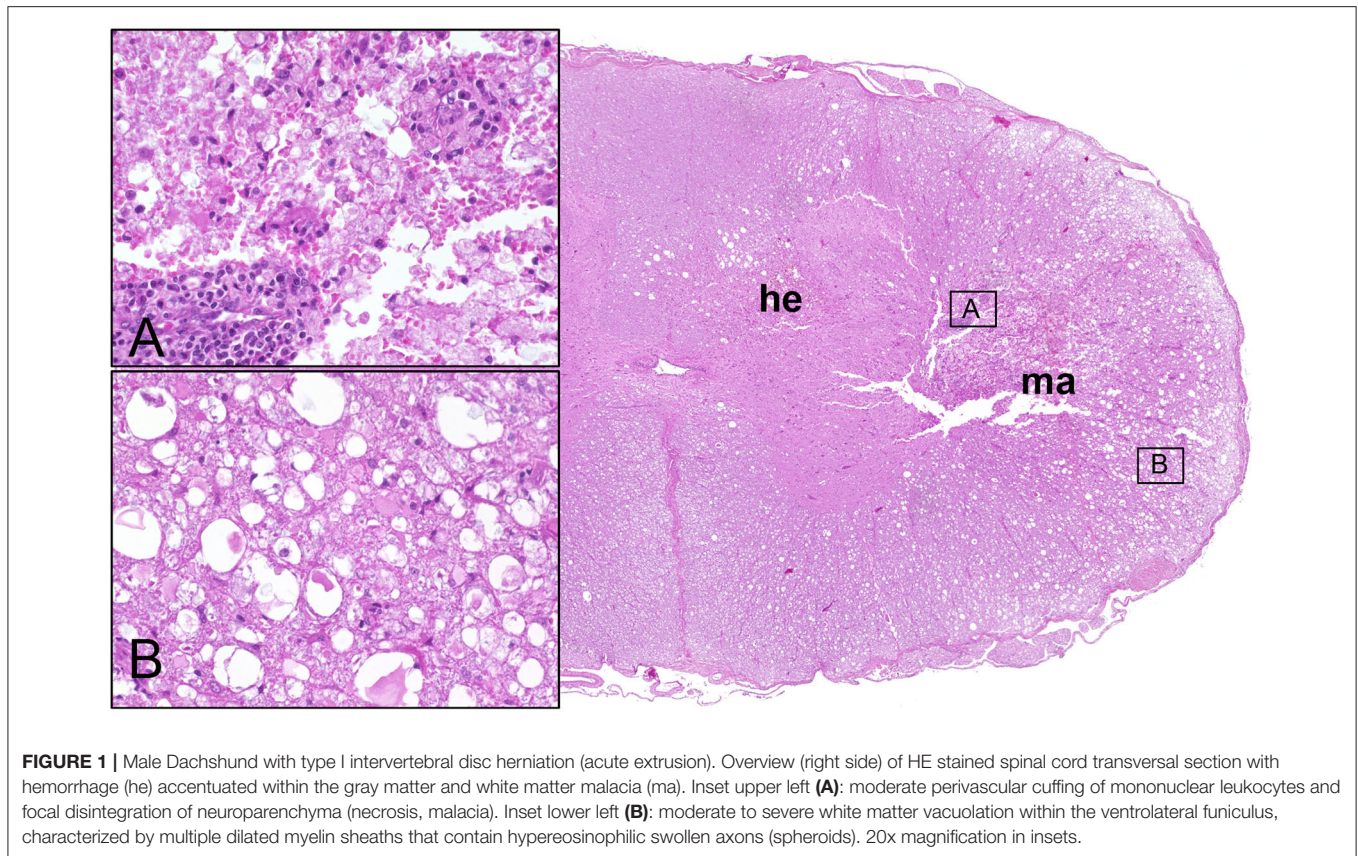 A
he
A
ma
B
B
FIGURE 1 | Male Dachshund with type I intervertebral disc herniation (acute extrusion). Overview (right side) of HE stained spinal cord transversal section with
hemorrhage (he) accentuated within the gray matter and white matter malacia (ma). Inset upper left (A): moderate perivascular cuffing of mononuclear leukocytes and
focal disintegration of neuroparenchyma (necrosis, malacia). Inset lower left (B): moderate to severe white matter vacuolation within the ventrolateral funiculus,
characterized by multiple dilated myelin sheaths that contain hypereosinophilic swollen axons (spheroids). 20x magnification in insets.